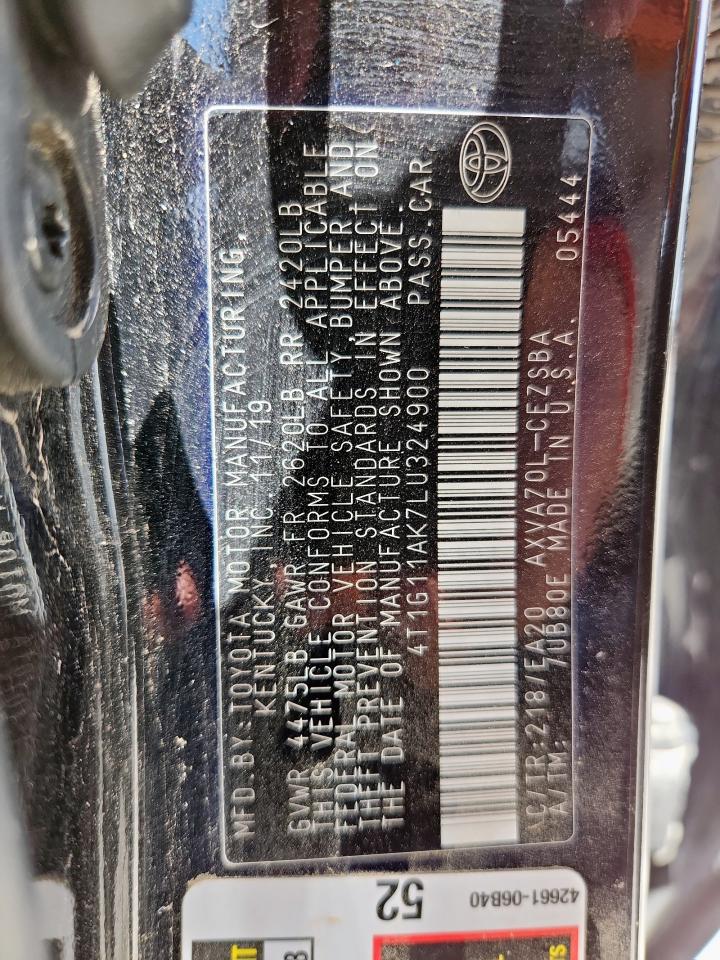 MFD.BY:TOYOTA MOTOR MANUFACTURING.
KENTUCKY INC 11/19
GVWR 4475LB GAWR FR 2620LB RR 2420LB
THIS VEHICLE CONFORMS TO ALL APPLICABLE
FEDERAL MOTOR VEHICLE SAFETY, BUMPER AND
THEFT PREVENTION STANDARDS IN EFFECT ON
THE DATE OF MANUFACTURE SHOWN ABOVE.
4T1G11AK7LU324900 PASS.CAR
C/TR:218/EA20 AXVA70L-CEZSBA
A/TM: 70B80E MADE IN U.S.A. 05444
52
42661-06B40